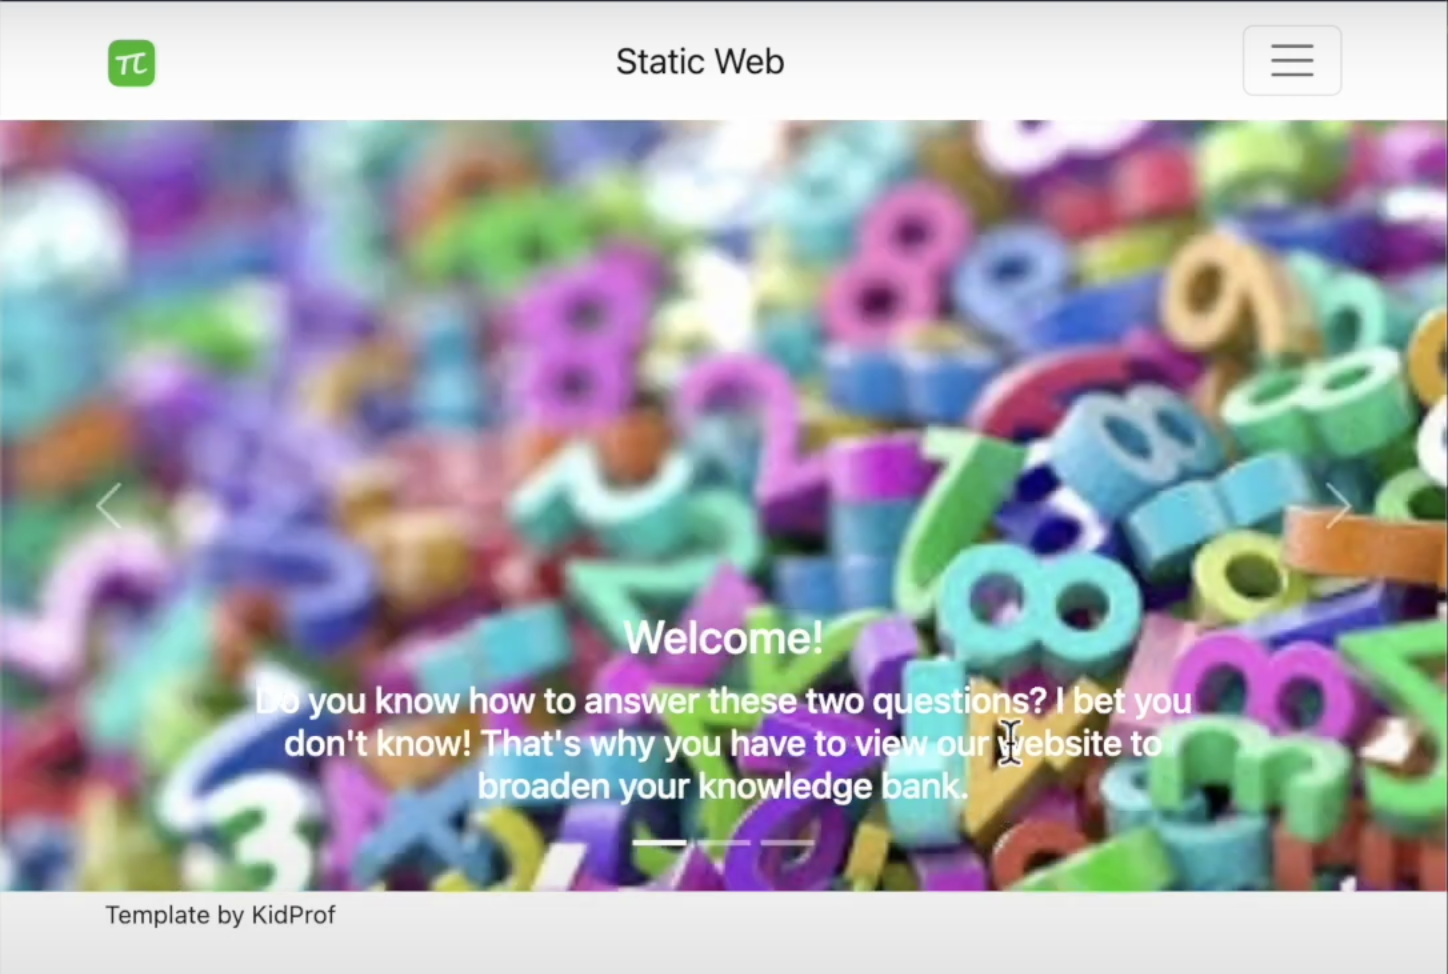 π
Static Web
Welcome!
Do you know how to answer these two questions? I bet you
don't know! That's why you have to view our website to
broaden your knowledge bank.
Template by KidProf